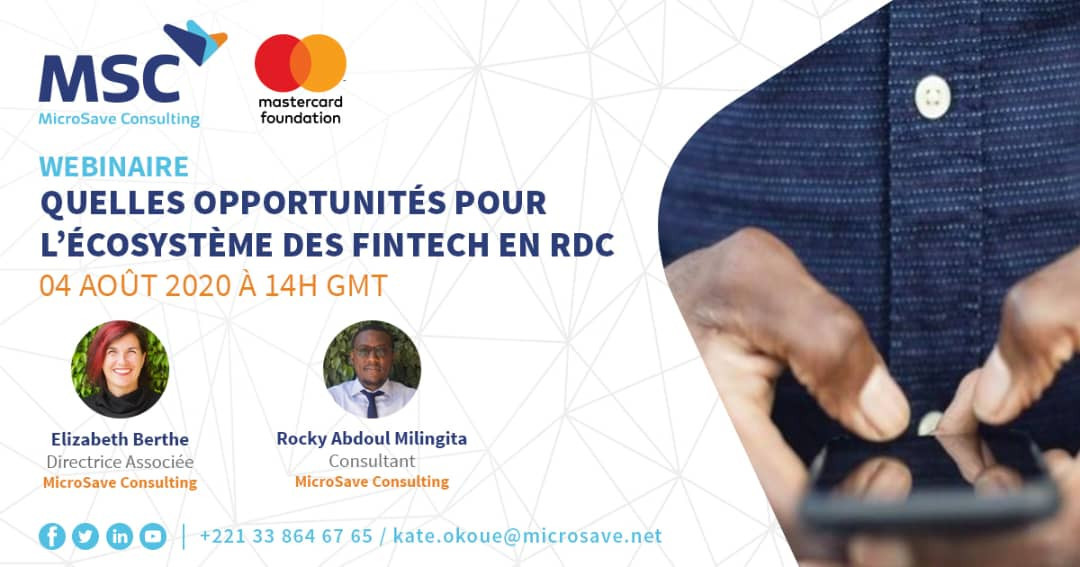 MSC
MicroSave Consulting
mastercard
foundation
WEBINAIRE
QUELLES OPPORTUNITÉS POUR
L’ÉCOSYSTÈME DES FINTECH EN RDC
04 AOÛT 2020 À 14H GMT
Elizabeth Berthe
Directrice Associée
MicroSave Consulting
Rocky Abdoul Milingita
Consultant
MicroSave Consulting
+221 33 864 67 65 / kate.okoue@microsave.net